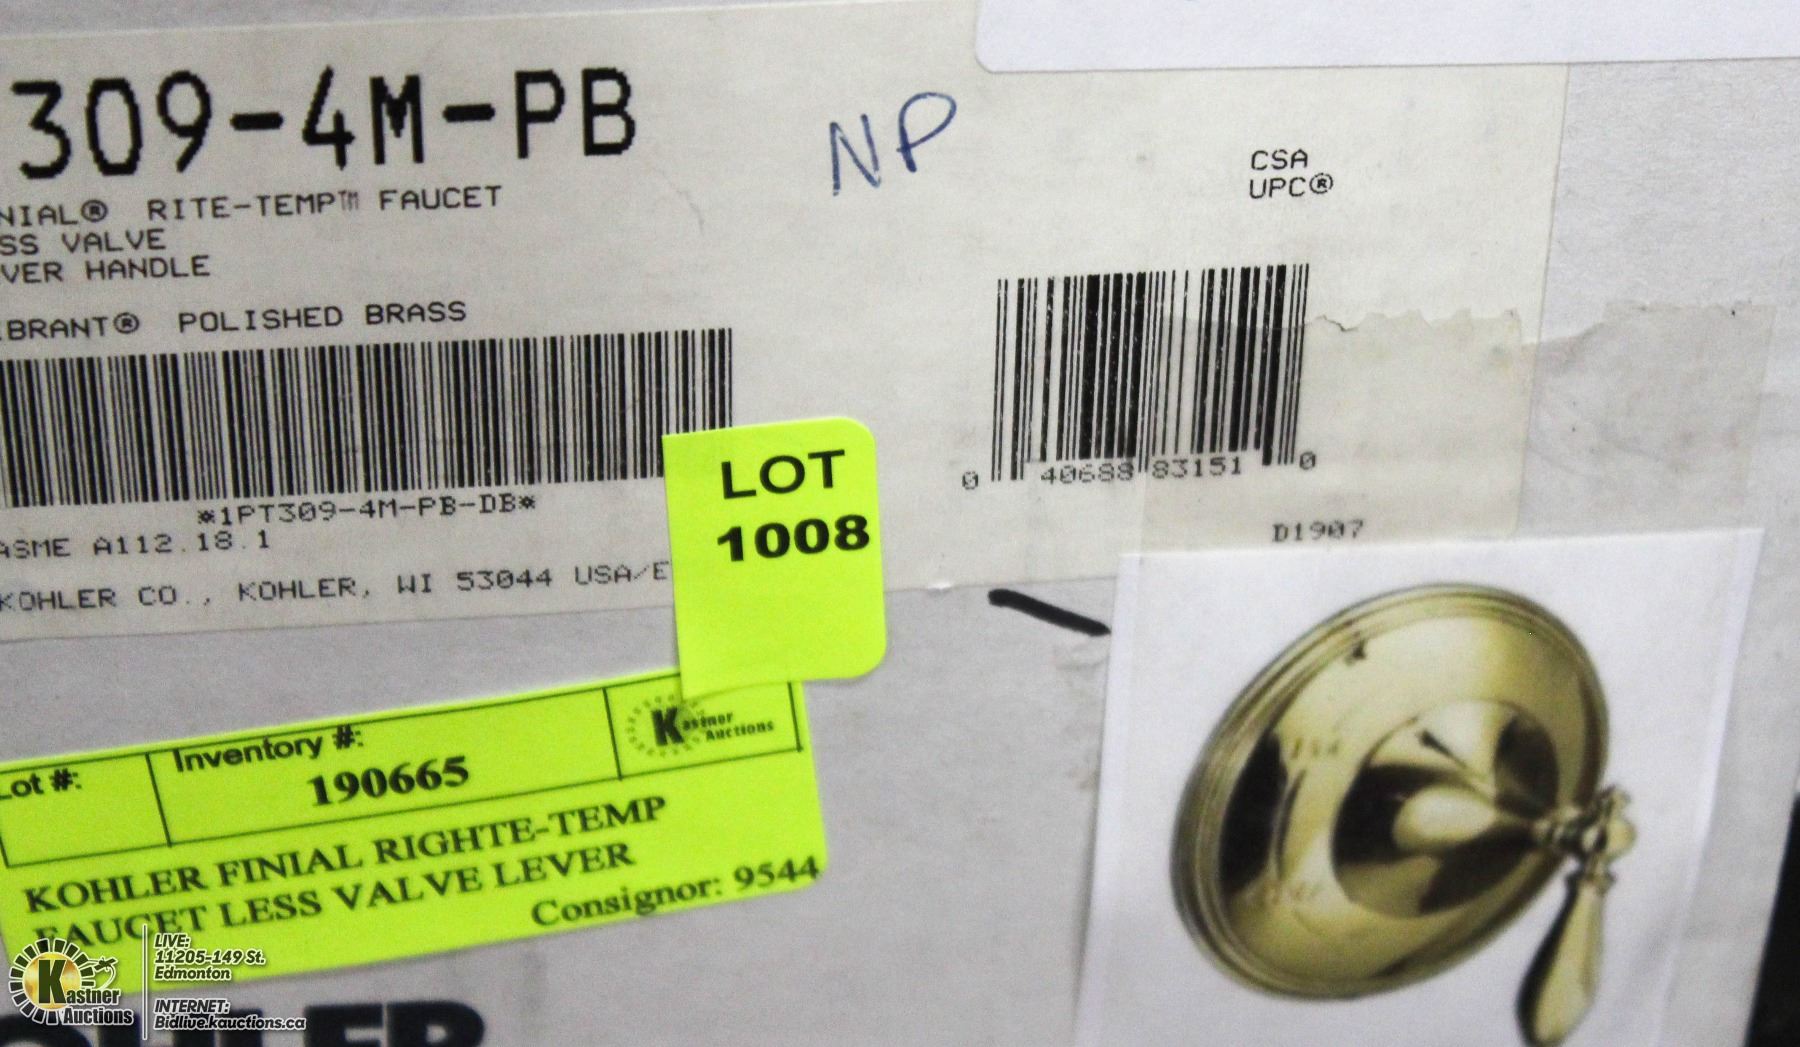 309-4M-PB
NIAL® RITE-TEMP™ FAUCET
SS VALVE
VER HANDLE
IBRANT® POLISHED BRASS
*1PT309-4M-PB-DB*
ASME A112.18.1
KOHLER CO., KOHLER, WI 53044 USA/E
NP
CSA
UPC®
0 40688 83151 0
D1907
LOT
1008
Lot #:
Inventory #:
190665
Kastner
Auctions
KOHLER FINIAL RIGHTE-TEMP
FAUCET LESS VALVE LEVER
Consignor: 9544
OHLER
Kastner
Auctions
LIVE:
11205-149 St.
Edmonton
INTERNET:
Bidlive.kauctions.ca